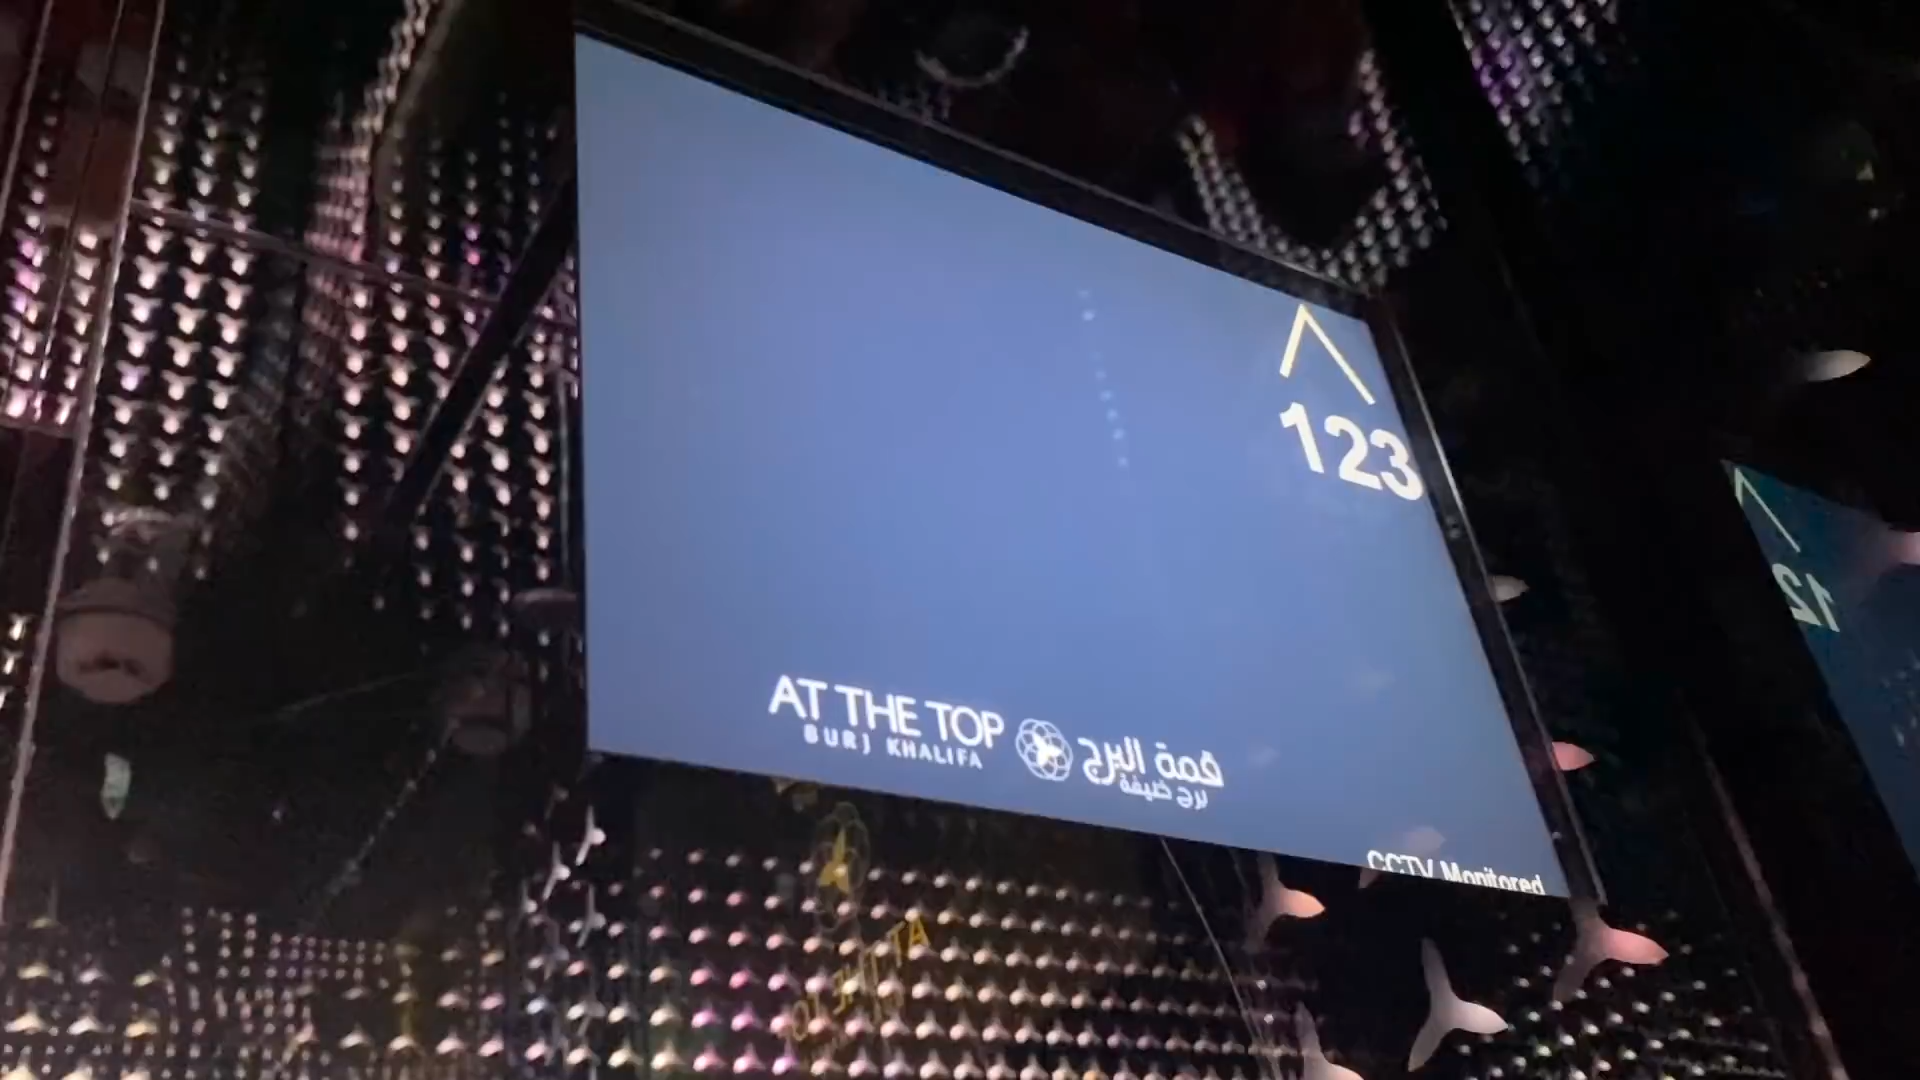 123
AT THE TOP
BURJ KHALIFA
قمة البرج
برج خليفة
CCTV Monitored